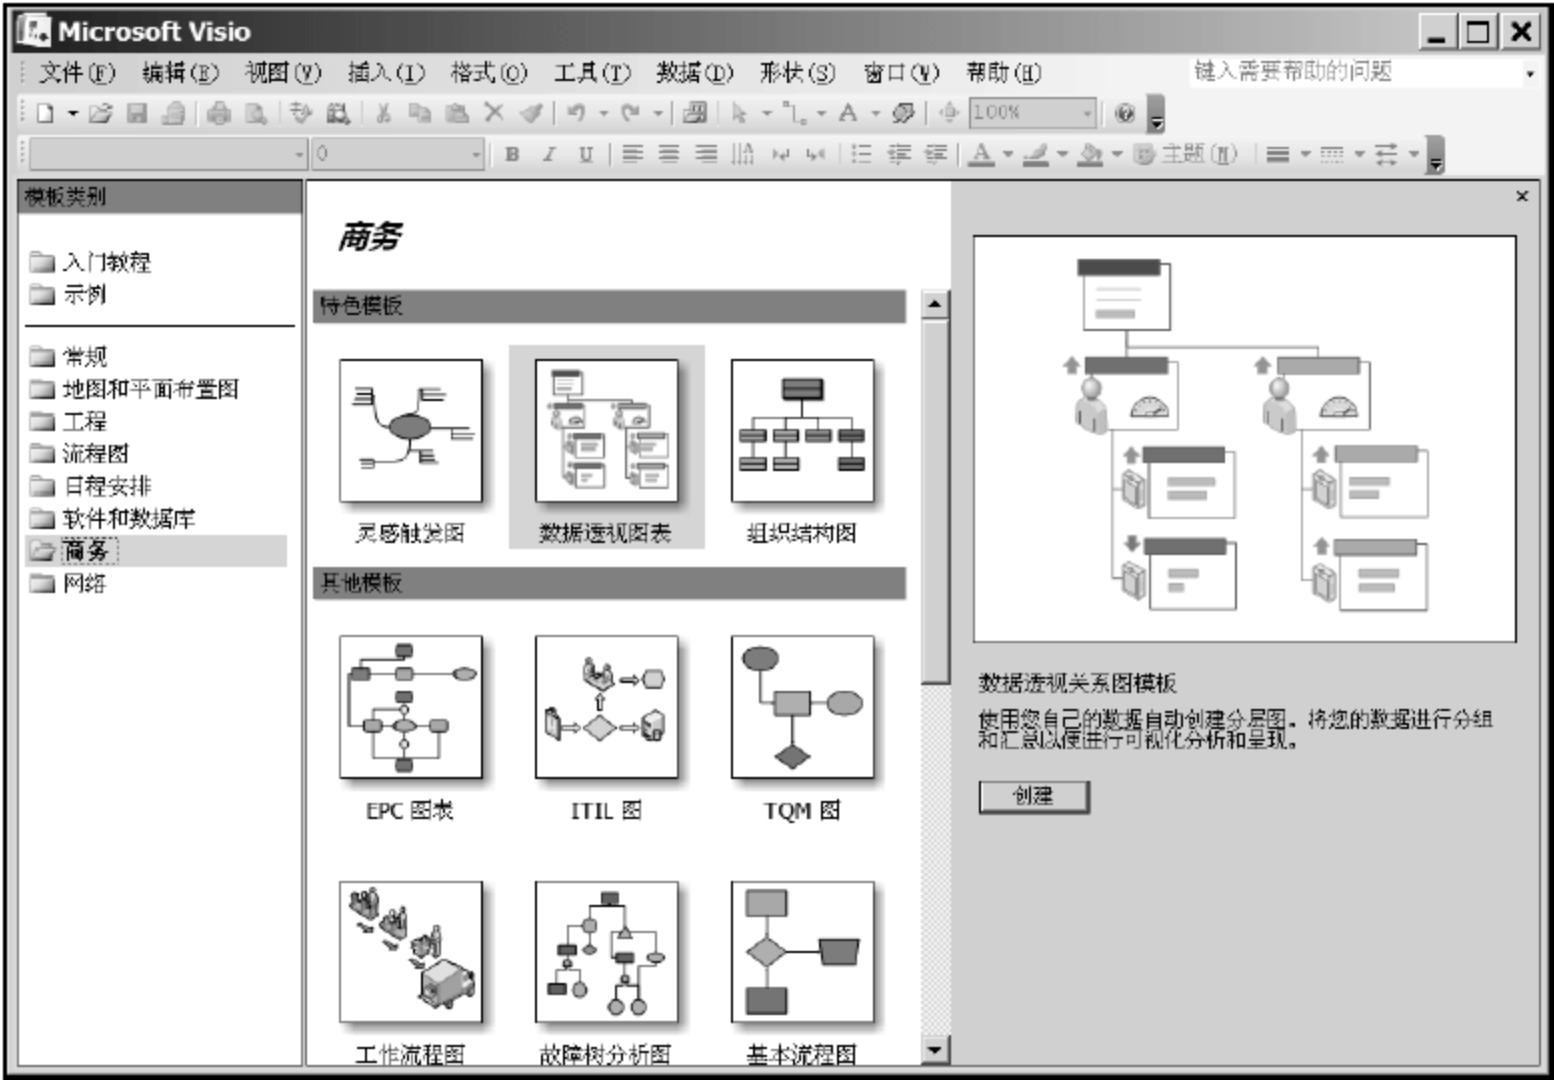 Microsoft Visio
文件(F) 编辑(E) 视图(V) 插入(I) 格式(O) 工具(T) 数据(D) 形状(S) 窗口(W) 帮助(H) 键入需要帮助的问题
100%
0 B I U A 主题(M)
模板类别
入门教程
示例
常规
地图和平面布置图
工程
流程图
日程安排
软件和数据库
商务
网络
商务
特色模板
灵感触发图 数据透视图表 组织结构图
其他模板
EPC 图表 ITIL 图 TQM 图
工作流程图 故障树分析图 基本流程图
数据透视关系图模板
使用您自己的数据自动创建分层图。将您的数据进行分组
和汇总以便进行可视化分析和呈现。
创建